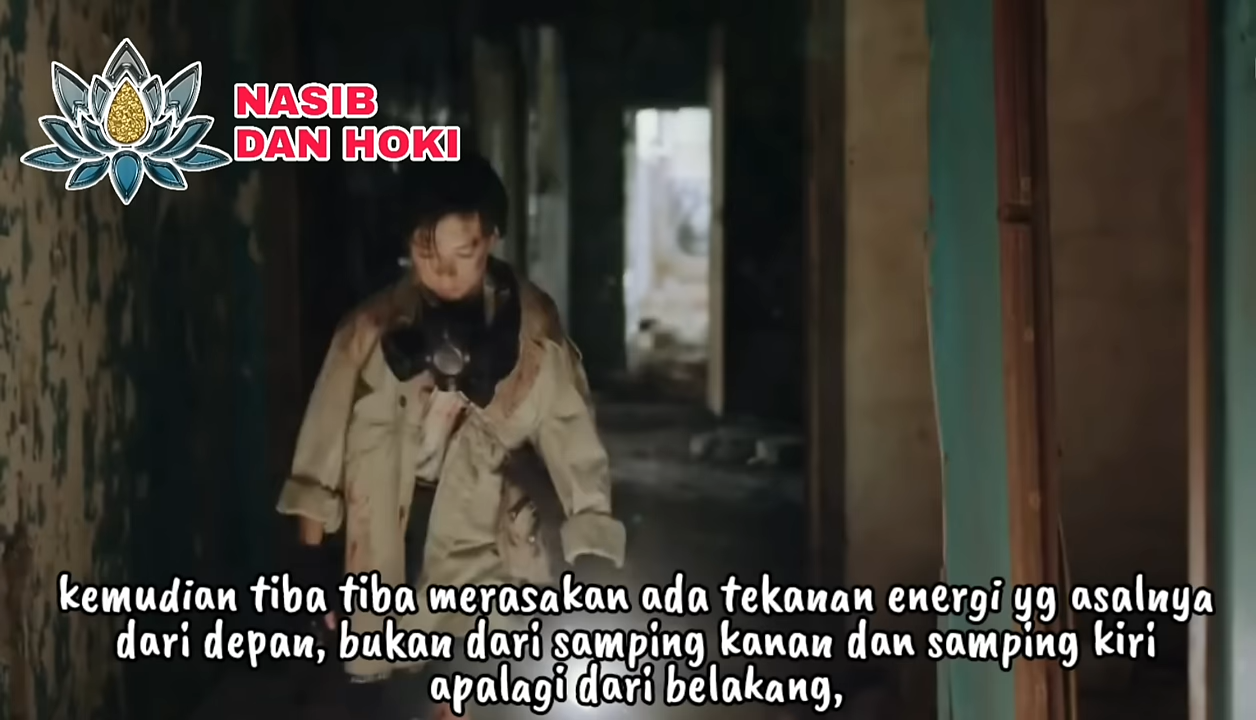 NASIB
DAN HOKI
kemudian tiba tiba merasakan ada tekanan energi yg asalnya
dari depan, bukan dari samping kanan dan samping kiri
apalagi dari belakang,